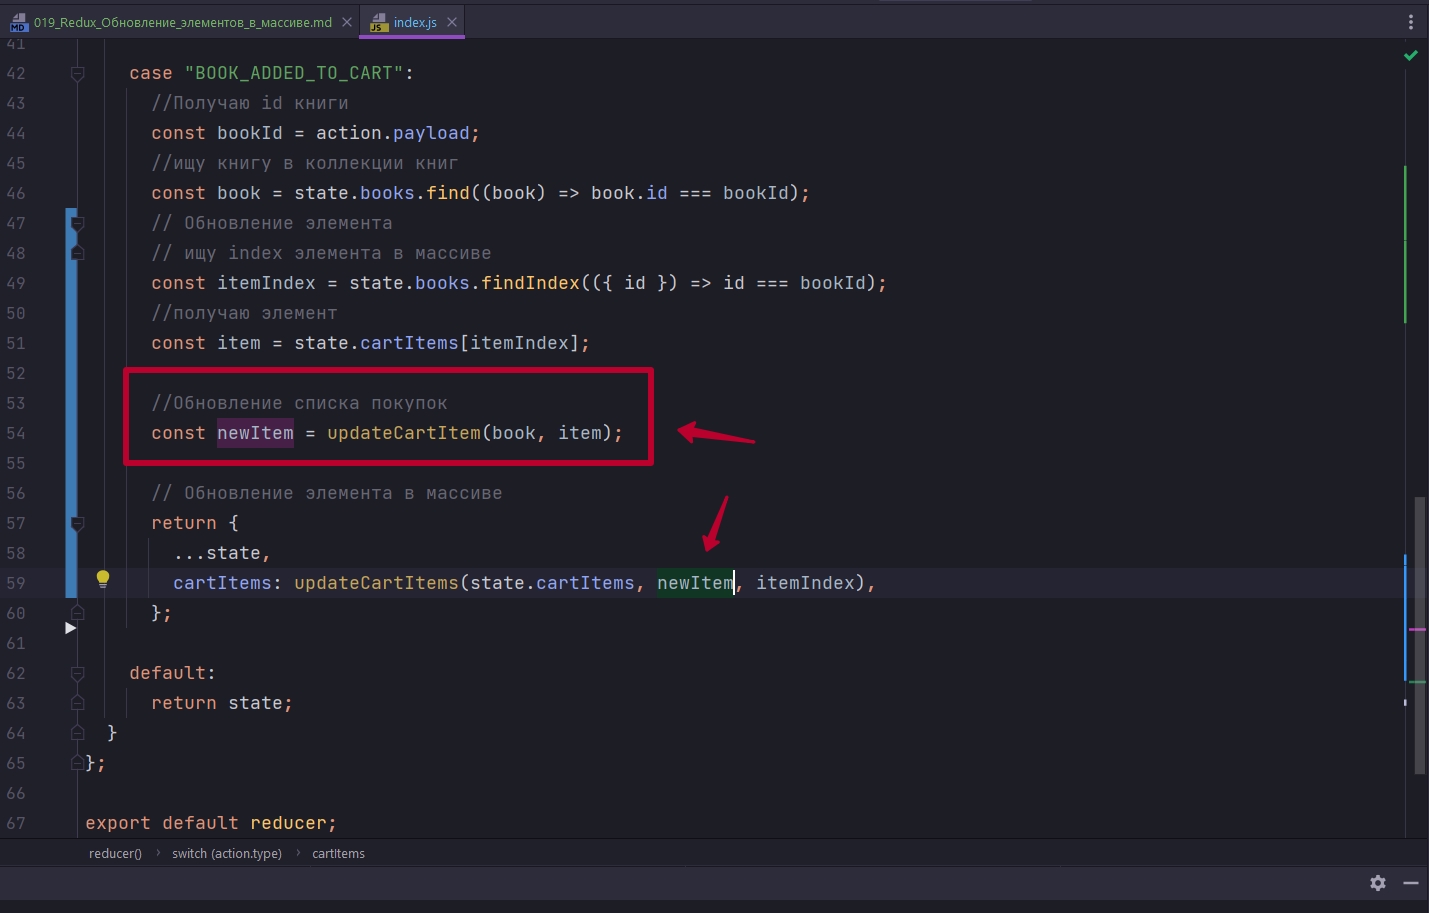 019_Redux_Обновление_элементов_в_массиве.md
index.js
41
42 case "BOOK_ADDED_TO_CART":
43 //Получаю id книги
44 const bookId = action.payload;
45 //ищу книгу в коллекции книг
46 const book = state.books.find((book) => book.id === bookId);
47 // Обновление элемента
48 // ищу index элемента в массиве
49 const itemIndex = state.books.findIndex(({ id }) => id === bookId);
50 //получаю элемент
51 const item = state.cartItems[itemIndex];
52
53 //Обновление списка покупок
54 const newItem = updateCartItem(book, item);
55
56 // Обновление элемента в массиве
57 return {
58 ...state,
59 cartItems: updateCartItems(state.cartItems, newItem, itemIndex),
60 };
61
62 default:
63 return state;
64 }
65 };
66
67 export default reducer;
reducer() › switch (action.type) › cartItems